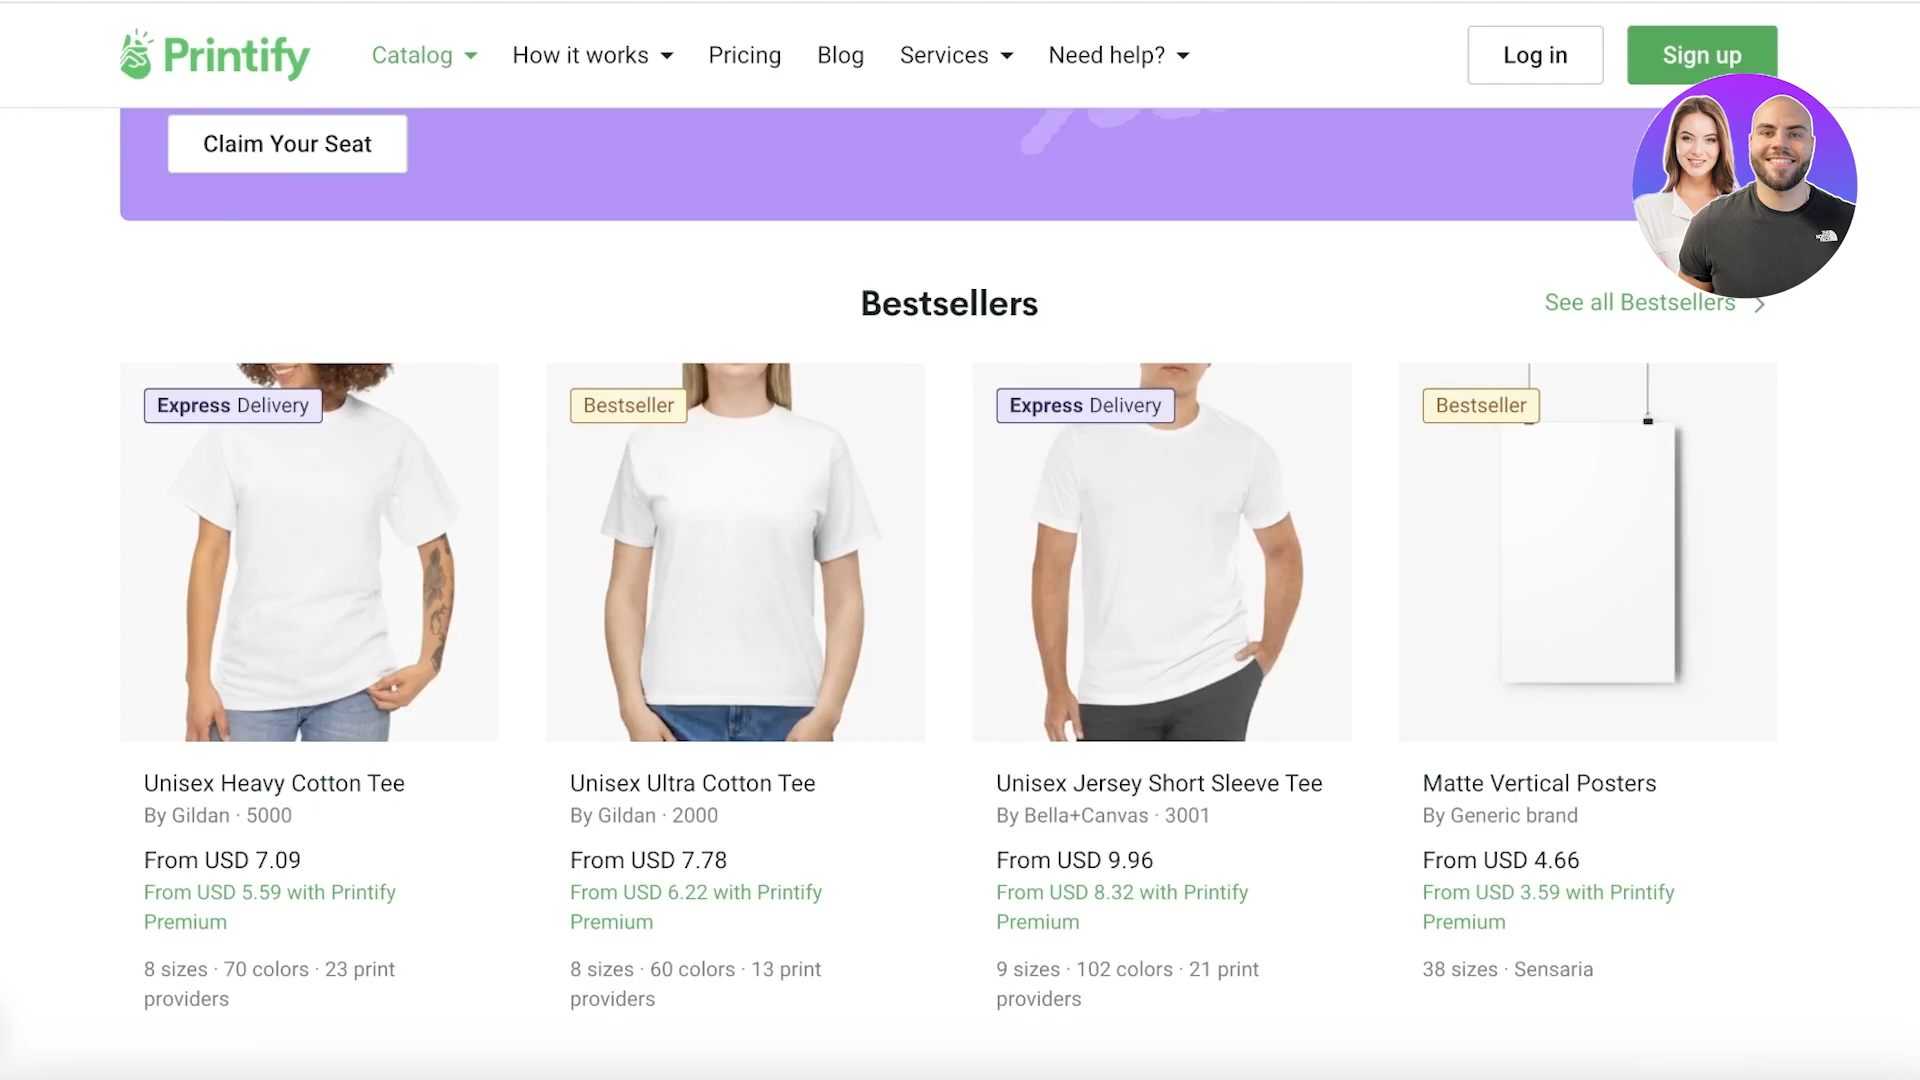 Printify Catalog How it works Pricing Blog Services Need help? Log in Sign up
Claim Your Seat
Bestsellers
See all Bestsellers
Express Delivery
Bestseller
Express Delivery
Bestseller
Unisex Heavy Cotton Tee
By Gildan · 5000
From USD 7.09
From USD 5.59 with Printify
Premium
8 sizes · 70 colors · 23 print
providers
Unisex Ultra Cotton Tee
By Gildan · 2000
From USD 7.78
From USD 6.22 with Printify
Premium
8 sizes · 60 colors · 13 print
providers
Unisex Jersey Short Sleeve Tee
By Bella+Canvas · 3001
From USD 9.96
From USD 8.32 with Printify
Premium
9 sizes · 102 colors · 21 print
providers
Matte Vertical Posters
By Generic brand
From USD 4.66
From USD 3.59 with Printify
Premium
38 sizes · Sensaria